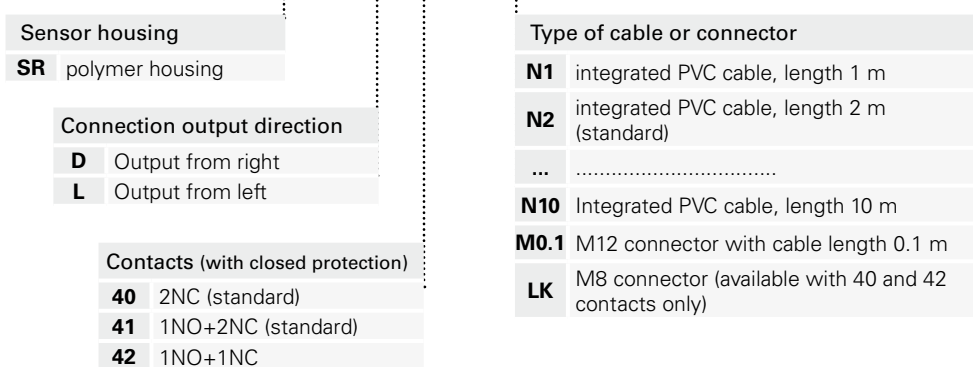 Sensor housing
SR polymer housing
Connection output direction
D Output from right
L Output from left
Contacts (with closed protection)
40 2NC (standard)
41 1NO+2NC (standard)
42 1NO+1NC
Type of cable or connector
N1 integrated PVC cable, length 1 m
N2 integrated PVC cable, length 2 m
(standard)
... .................................
N10 Integrated PVC cable, length 10 m
M0.1 M12 connector with cable length 0.1 m
LK M8 connector (available with 40 and 42
contacts only)